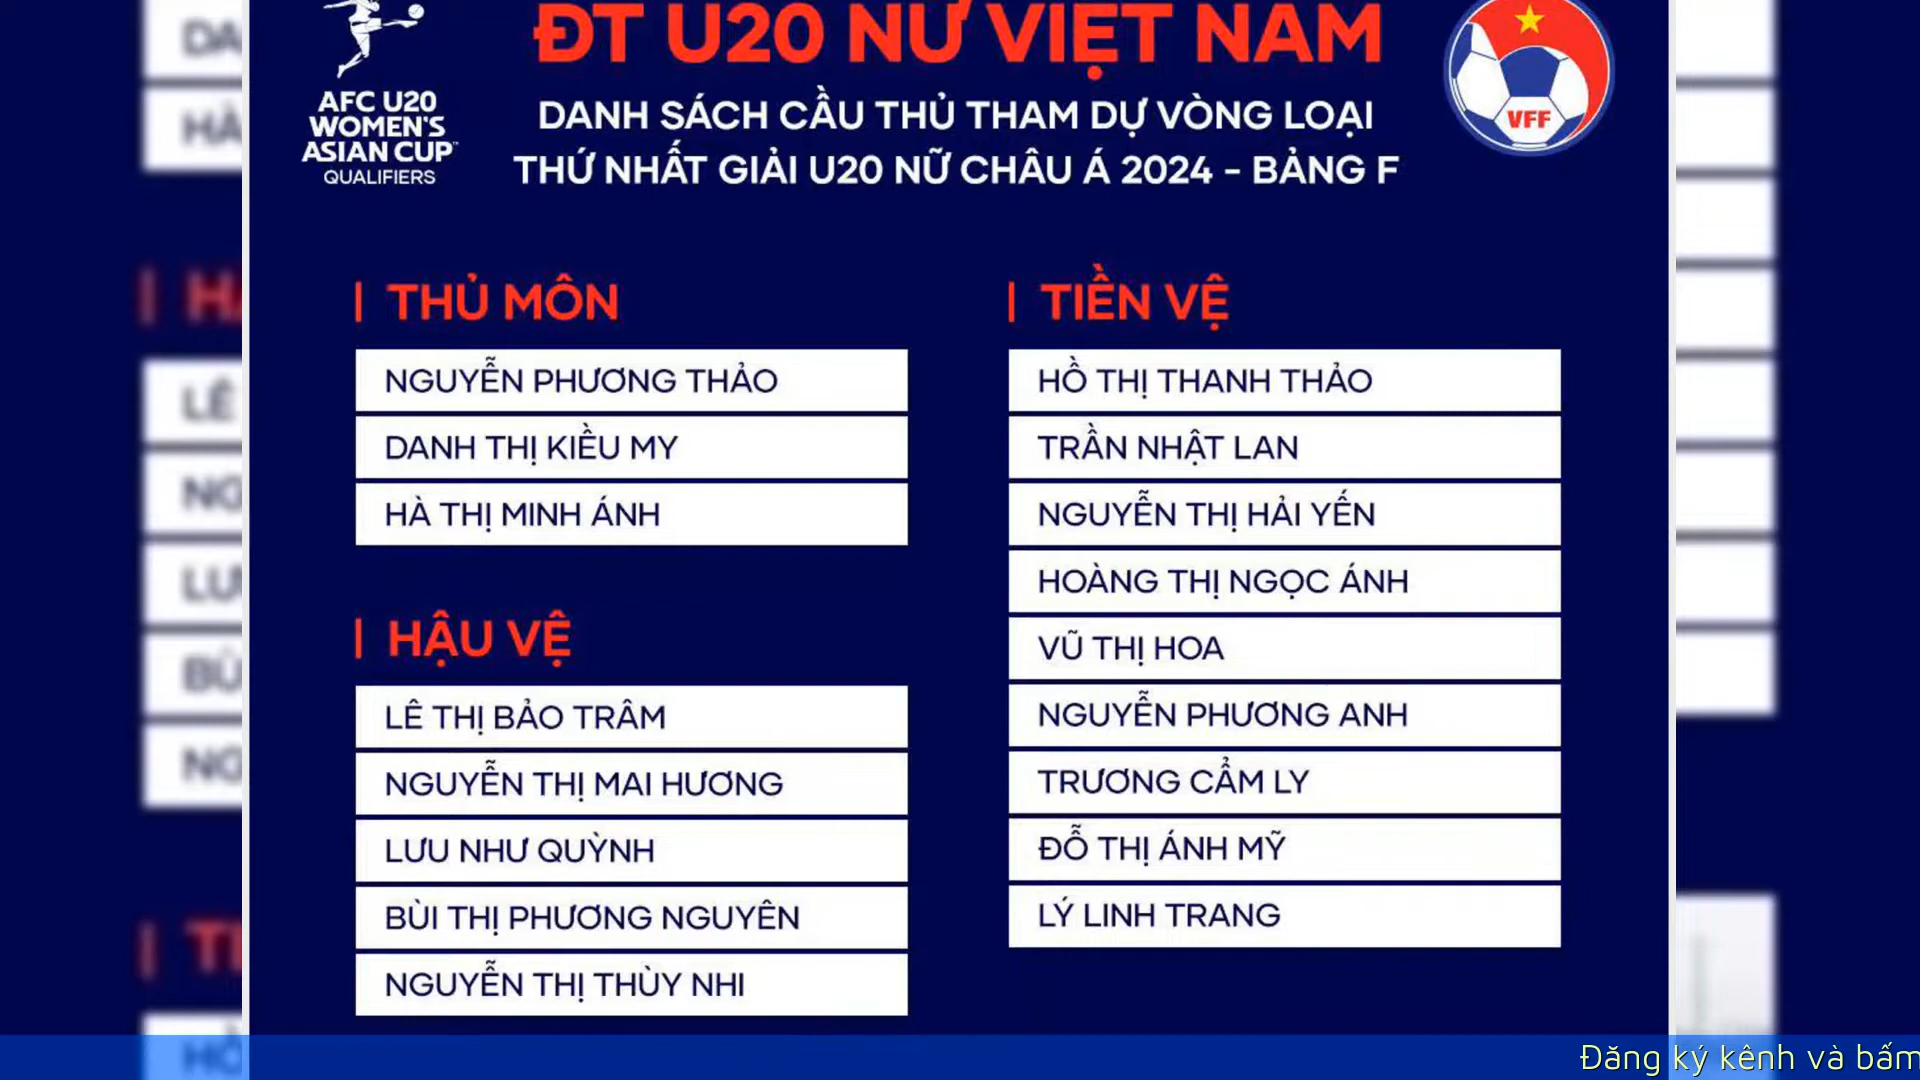 ĐT U20 NỮ VIỆT NAM
DANH SÁCH CẦU THỦ THAM DỰ VÒNG LOẠI
THỨ NHẤT GIẢI U20 NỮ CHÂU Á 2024 - BẢNG F
AFC U20
WOMEN'S
ASIAN CUP™
QUALIFIERS
VFF
THỦ MÔN
NGUYỄN PHƯƠNG THẢO
DANH THỊ KIỀU MY
HÀ THỊ MINH ÁNH
HẬU VỆ
LÊ THỊ BẢO TRÂM
NGUYỄN THỊ MAI HƯƠNG
LƯU NHƯ QUỲNH
BÙI THỊ PHƯƠNG NGUYÊN
NGUYỄN THỊ THÙY NHI
TIỀN VỆ
HỒ THỊ THANH THẢO
TRẦN NHẬT LAN
NGUYỄN THỊ HẢI YẾN
HOÀNG THỊ NGỌC ÁNH
VŨ THỊ HOA
NGUYỄN PHƯƠNG ANH
TRƯƠNG CẨM LY
ĐỖ THỊ ÁNH MỸ
LÝ LINH TRANG
Đăng ký kênh và bấm